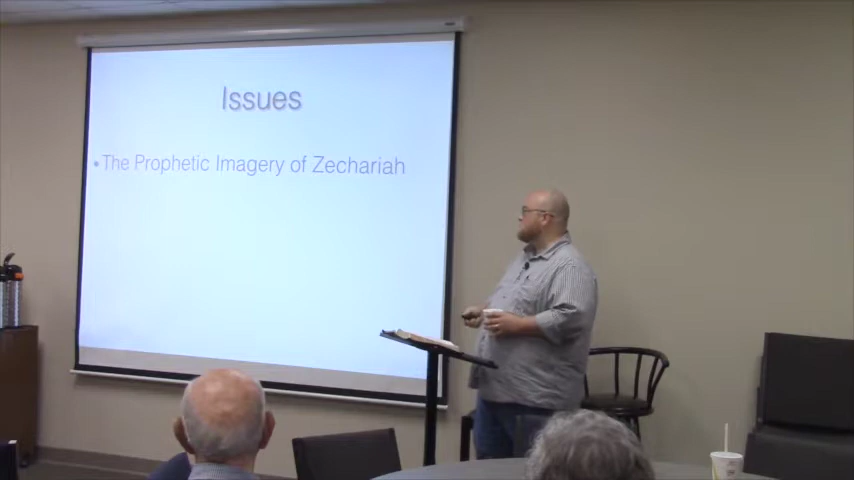 Issues
• The Prophetic Imagery of Zechariah